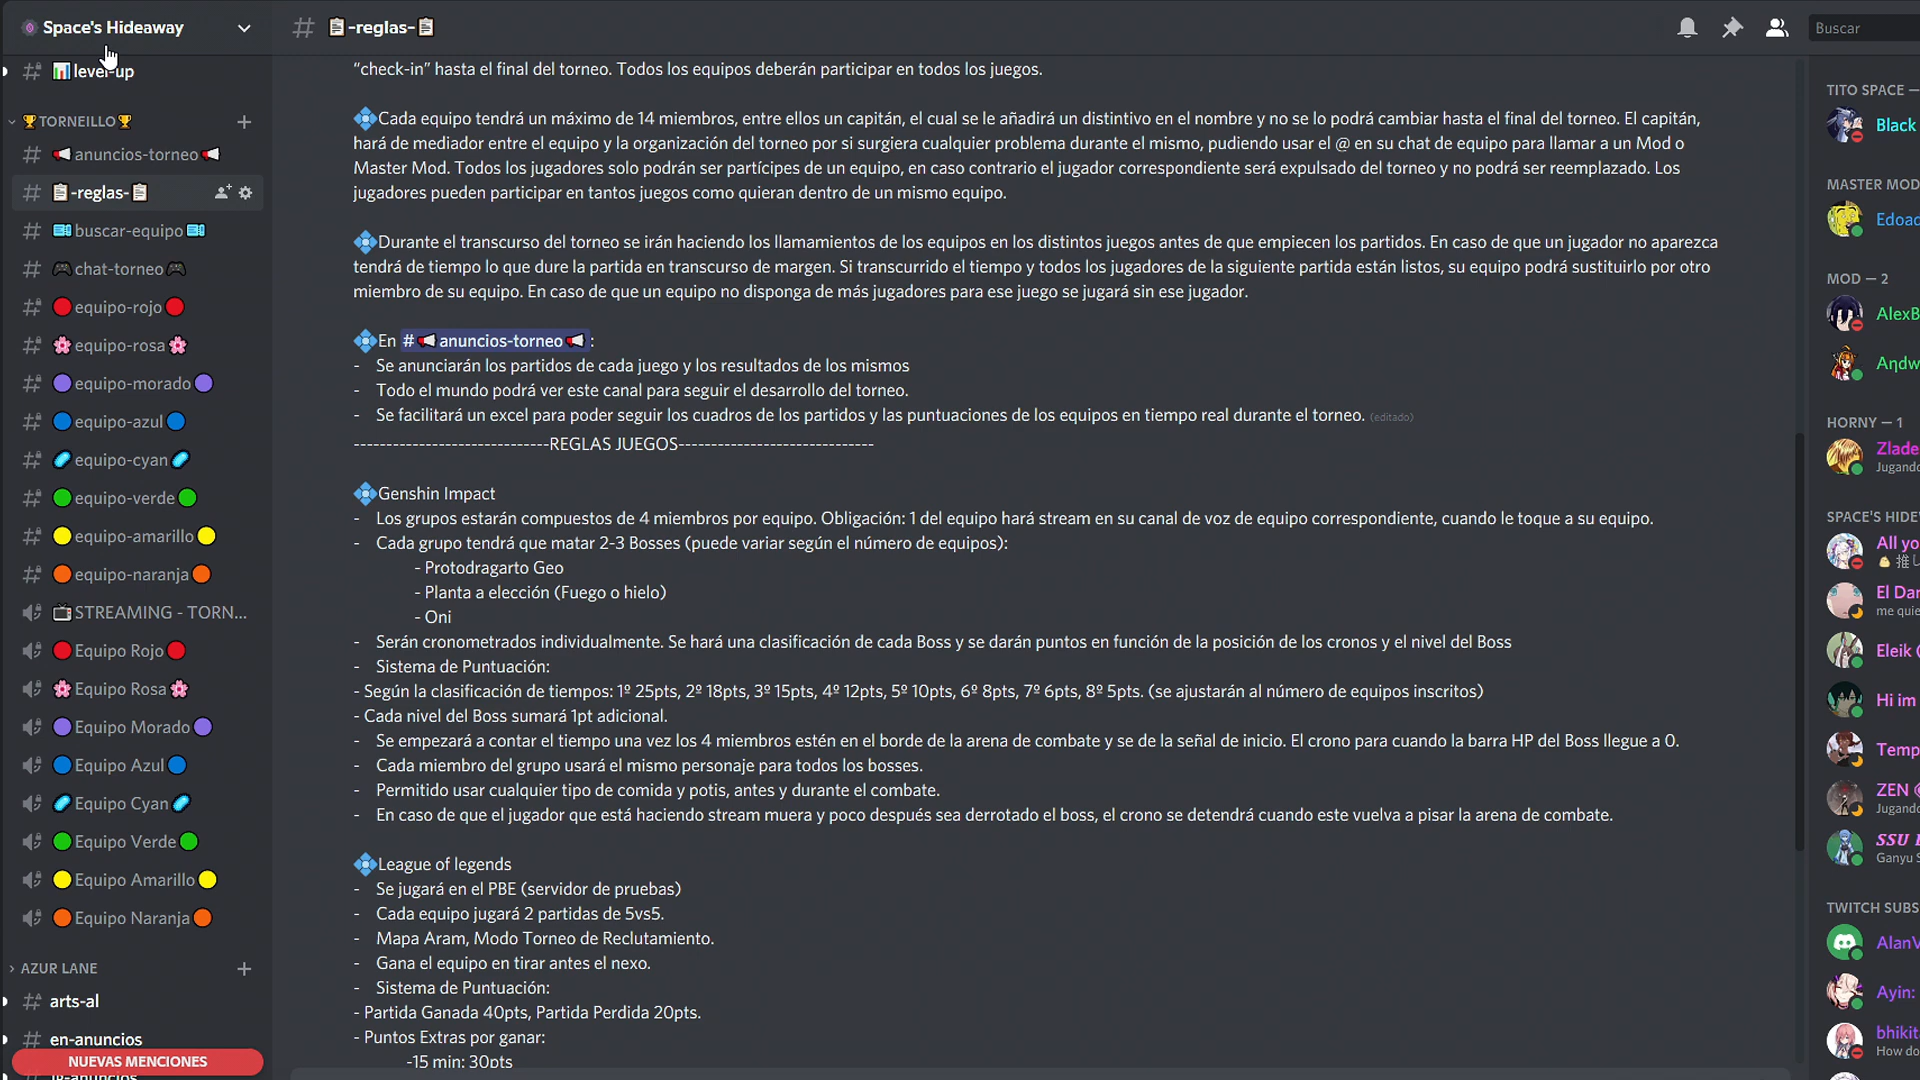 Space's Hideaway
level-up
TORNEILLO
anuncios-torneo
-reglas-
buscar-equipo
chat-torneo
equipo-rojo
equipo-rosa
equipo-morado
equipo-azul
equipo-cyan
equipo-verde
equipo-amarillo
equipo-naranja
STREAMING - TORN...
Equipo Rojo
Equipo Rosa
Equipo Morado
Equipo Azul
Equipo Cyan
Equipo Verde
Equipo Amarillo
Equipo Naranja
AZUR LANE
arts-al
en-anuncios
NUEVAS MENCIONES
-reglas-
Buscar
“check-in” hasta el final del torneo. Todos los equipos deberán participar en todos los juegos.
Cada equipo tendrá un máximo de 14 miembros, entre ellos un capitán, el cual se le añadirá un distintivo en el nombre y no se lo podrá cambiar hasta el final del torneo. El capitán,
hará de mediador entre el equipo y la organización del torneo por si surgiera cualquier problema durante el mismo, pudiendo usar el @ en su chat de equipo para llamar a un Mod o
Master Mod. Todos los jugadores solo podrán ser partícipes de un equipo, en caso contrario el jugador correspondiente será expulsado del torneo y no podrá ser reemplazado. Los
jugadores pueden participar en tantos juegos como quieran dentro de un mismo equipo.
Durante el transcurso del torneo se irán haciendo los llamamientos de los equipos en los distintos juegos antes de que empiecen los partidos. En caso de que un jugador no aparezca
tendrá de tiempo lo que dure la partida en transcurso de margen. Si transcurrido el tiempo y todos los jugadores de la siguiente partida están listos, su equipo podrá sustituirlo por otro
miembro de su equipo. En caso de que un equipo no disponga de más jugadores para ese juego se jugará sin ese jugador.
En # anuncios-torneo :
- Se anunciarán los partidos de cada juego y los resultados de los mismos
- Todo el mundo podrá ver este canal para seguir el desarrollo del torneo.
- Se facilitará un excel para poder seguir los cuadros de los partidos y las puntuaciones de los equipos en tiempo real durante el torneo. (editado)
------------------------------REGLAS JUEGOS------------------------------
Genshin Impact
- Los grupos estarán compuestos de 4 miembros por equipo. Obligación: 1 del equipo hará stream en su canal de voz de equipo correspondiente, cuando le toque a su equipo.
- Cada grupo tendrá que matar 2-3 Bosses (puede variar según el número de equipos):
- Protodragarto Geo
- Planta a elección (Fuego o hielo)
- Oni
- Serán cronometrados individualmente. Se hará una clasificación de cada Boss y se darán puntos en función de la posición de los cronos y el nivel del Boss
- Sistema de Puntuación:
- Según la clasificación de tiempos: 1º 25pts, 2º 18pts, 3º 15pts, 4º 12pts, 5º 10pts, 6º 8pts, 7º 6pts, 8º 5pts. (se ajustarán al número de equipos inscritos)
- Cada nivel del Boss sumará 1pt adicional.
- Se empezará a contar el tiempo una vez los 4 miembros estén en el borde de la arena de combate y se de la señal de inicio. El crono para cuando la barra HP del Boss llegue a 0.
- Cada miembro del grupo usará el mismo personaje para todos los bosses.
- Permitido usar cualquier tipo de comida y potis, antes y durante el combate.
- En caso de que el jugador que está haciendo stream muera y poco después sea derrotado el boss, el crono se detendrá cuando este vuelva a pisar la arena de combate.
League of legends
- Se jugará en el PBE (servidor de pruebas)
- Cada equipo jugará 2 partidas de 5vs5.
- Mapa Aram, Modo Torneo de Reclutamiento.
- Gana el equipo en tirar antes el nexo.
- Sistema de Puntuación:
- Partida Ganada 40pts, Partida Perdida 20pts.
- Puntos Extras por ganar:
-15 min: 30pts
TITO SPACE —
Black
MASTER MOD
Edoac
MOD — 2
AlexB
Aηdw
HORNY — 1
Zlade
Jugando
SPACE'S HIDE
All yo
推し
El Dar
me quie
Eleik
Hi im
Temp
ZEN
Jugando
SSU
Ganyu S
TWITCH SUBS
AlanV
Ayin:
bhikit
How do